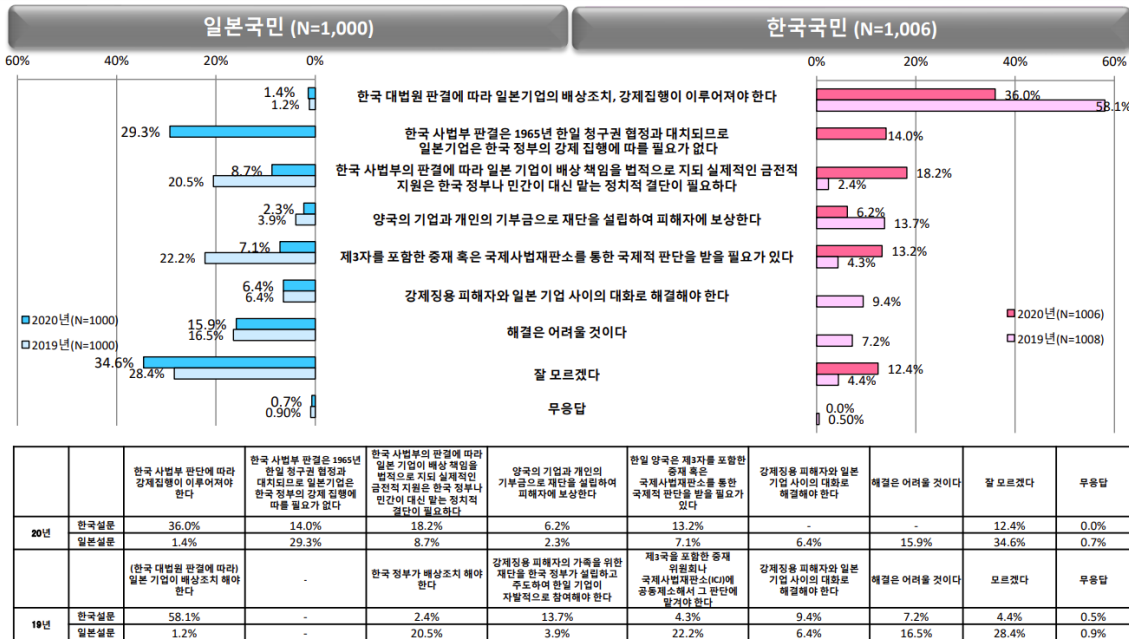 일본국민 (N=1,000)
한국국민 (N=1,006)
60% 40% 20% 0%
0% 20% 40% 60%
1.4%
1.2%
한국 대법원 판결에 따라 일본기업의 배상조치, 강제집행이 이루어져야 한다
36.0%
58.1%
29.3%
한국 사법부 판결은 1965년 한일 청구권 협정과 대치되므로
일본기업은 한국 정부의 강제 집행에 따를 필요가 없다
14.0%
8.7%
20.5%
한국 사법부의 판결에 따라 일본 기업이 배상 책임을 법적으로 지되 실제적인 금전적
지원은 한국 정부나 민간이 대신 맡는 정치적 결단이 필요하다
18.2%
2.4%
2.3%
3.9%
양국의 기업과 개인의 기부금으로 재단을 설립하여 피해자에 보상한다
6.2%
13.7%
7.1%
22.2%
제3자를 포함한 중재 혹은 국제사법재판소를 통한 국제적 판단을 받을 필요가 있다
13.2%
4.3%
6.4%
6.4%
강제징용 피해자와 일본 기업 사이의 대화로 해결해야 한다
9.4%
2020년(N=1000)
2019년(N=1000)
15.9%
16.5%
해결은 어려울 것이다
7.2%
2020년(N=1006)
2019년(N=1008)
34.6%
28.4%
잘 모르겠다
12.4%
4.4%
0.7%
0.90%
무응답
0.0%
0.50%
한국 사법부 판단에 따라
강제집행이 이루어져야
한다
한국 사법부 판결은 1965년
한일 청구권 협정과
대치되므로 일본기업은
한국 정부의 강제 집행에
따를 필요가 없다
한국 사법부의 판결에 따라
일본 기업이 배상 책임을
법적으로 지되 실제적인
금전적 지원은 한국 정부나
민간이 대신 맡는 정치적
결단이 필요하다
양국의 기업과 개인의
기부금으로 재단을 설립하여
피해자에 보상한다
한일 양국은 제3자를 포함한
중재 혹은
국제사법재판소를 통한
국제적 판단을 받을 필요가
있다
강제징용 피해자와 일본
기업 사이의 대화로
해결해야 한다
해결은 어려울 것이다
잘 모르겠다
무응답
20년
한국설문 36.0% 14.0% 18.2% 6.2% 13.2% - - 12.4% 0.0%
일본설문 1.4% 29.3% 8.7% 2.3% 7.1% 6.4% 15.9% 34.6% 0.7%
(한국 대법원 판결에 따라)
일본 기업이 배상조치 해야
한다
-
한국 정부가 배상조치 해야
한다
강제징용 피해자의 가족을 위한
재단을 한국 정부가 설립하고
주도하여 한일 기업이
자발적으로 참여해야 한다
제3국을 포함한 중재
위원회나
국제사법재판소(ICJ)에
공동제소해서 그 판단에
맡겨야 한다
강제징용 피해자와 일본
기업 사이의 대화로
해결해야 한다
해결은 어려울 것이다
모르겠다
무응답
19년
한국설문 58.1% - 2.4% 13.7% 4.3% 9.4% 7.2% 4.4% 0.5%
일본설문 1.2% - 20.5% 3.9% 22.2% 6.4% 16.5% 28.4% 0.9%